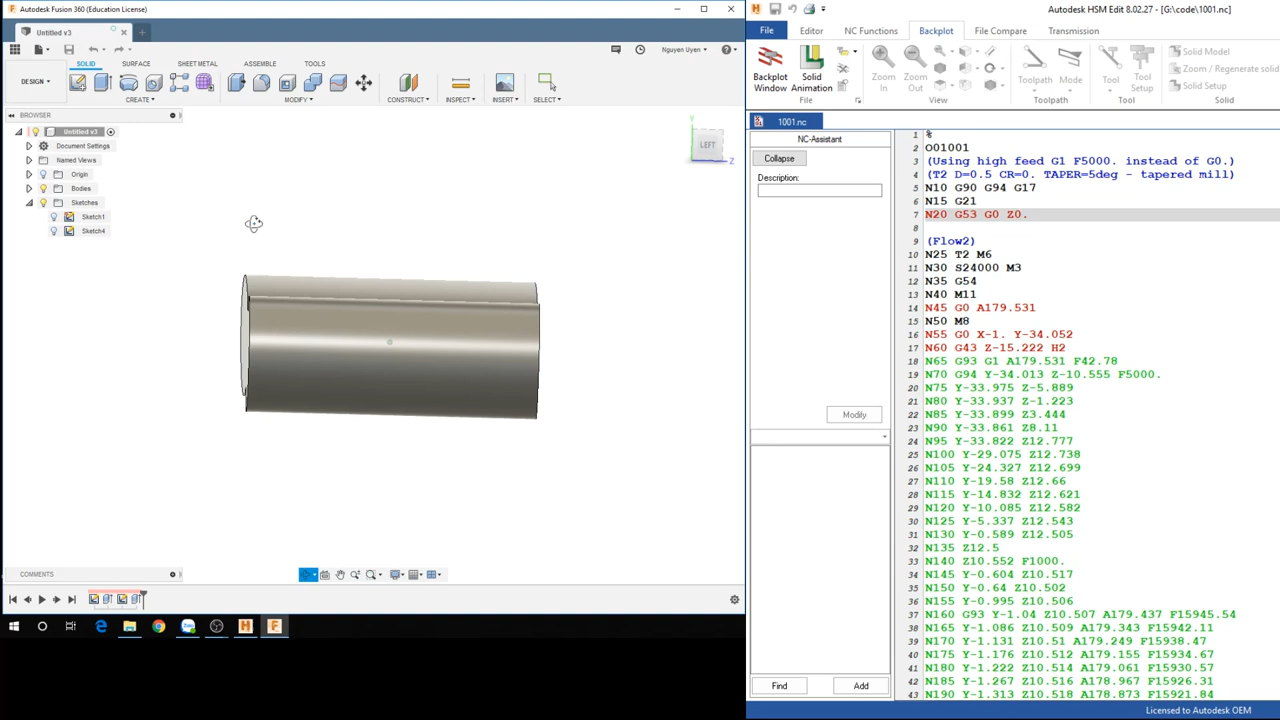 Autodesk Fusion 360 (Education License)
Untitled v3
Nguyen Uyen
DESIGN
SOLID SURFACE SHEET METAL ASSEMBLE TOOLS
CREATE MODIFY CONSTRUCT INSPECT INSERT SELECT
BROWSER
Untitled v3
Document Settings
Named Views
Origin
Bodies
Sketches
Sketch1
Sketch4
Y
LEFT
Z
COMMENTS
Autodesk HSM Edit 8.02.27 - [G:\code\1001.nc]
File Editor NC Functions Backplot File Compare Transmission
Backplot Window
Solid Animation
Zoom In
Zoom Out
Toolpath
Mode
Tool
Tool Setup
Solid Model
Zoom / Regenerate solid
Solid Setup
File View Toolpath Tool Solid
1001.nc
NC-Assistant
Collapse
Description:
Modify
Find Add
1 %
2 O01001
3 (Using high feed G1 F5000. instead of G0.)
4 (T2 D=0.5 CR=0. TAPER=5deg - tapered mill)
5 N10 G90 G94 G17
6 N15 G21
7 N20 G53 G0 Z0.
8
9 (Flow2)
10 N25 T2 M6
11 N30 S24000 M3
12 N35 G54
13 N40 M11
14 N45 G0 A179.531
15 N50 M8
16 N55 G0 X-1. Y-34.052
17 N60 G43 Z-15.222 H2
18 N65 G93 G1 A179.531 F42.78
19 N70 G94 Y-34.013 Z-10.555 F5000.
20 N75 Y-33.975 Z-5.889
21 N80 Y-33.937 Z-1.223
22 N85 Y-33.899 Z3.444
23 N90 Y-33.861 Z8.11
24 N95 Y-33.822 Z12.777
25 N100 Y-29.075 Z12.738
26 N105 Y-24.327 Z12.699
27 N110 Y-19.58 Z12.66
28 N115 Y-14.832 Z12.621
29 N120 Y-10.085 Z12.582
30 N125 Y-5.337 Z12.543
31 N130 Y-0.589 Z12.505
32 N135 Z12.5
33 N140 Z10.552 F1000.
34 N145 Y-0.604 Z10.517
35 N150 Y-0.64 Z10.502
36 N155 Y-0.995 Z10.506
37 N160 G93 Y-1.04 Z10.507 A179.437 F15945.54
38 N165 Y-1.086 Z10.509 A179.343 F15942.11
39 N170 Y-1.131 Z10.51 A179.249 F15938.47
40 N175 Y-1.176 Z10.512 A179.155 F15934.67
41 N180 Y-1.222 Z10.514 A179.061 F15930.57
42 N185 Y-1.267 Z10.516 A178.967 F15926.31
43 N190 Y-1.313 Z10.518 A178.873 F15921.84
Licensed to Autodesk OEM